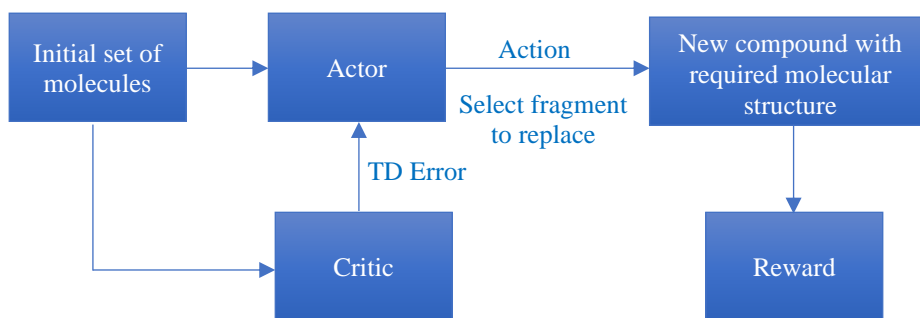 Initial set of
molecules
Actor
Action
Select fragment
to replace
New compound with
required molecular
structure
TD Error
Critic
Reward